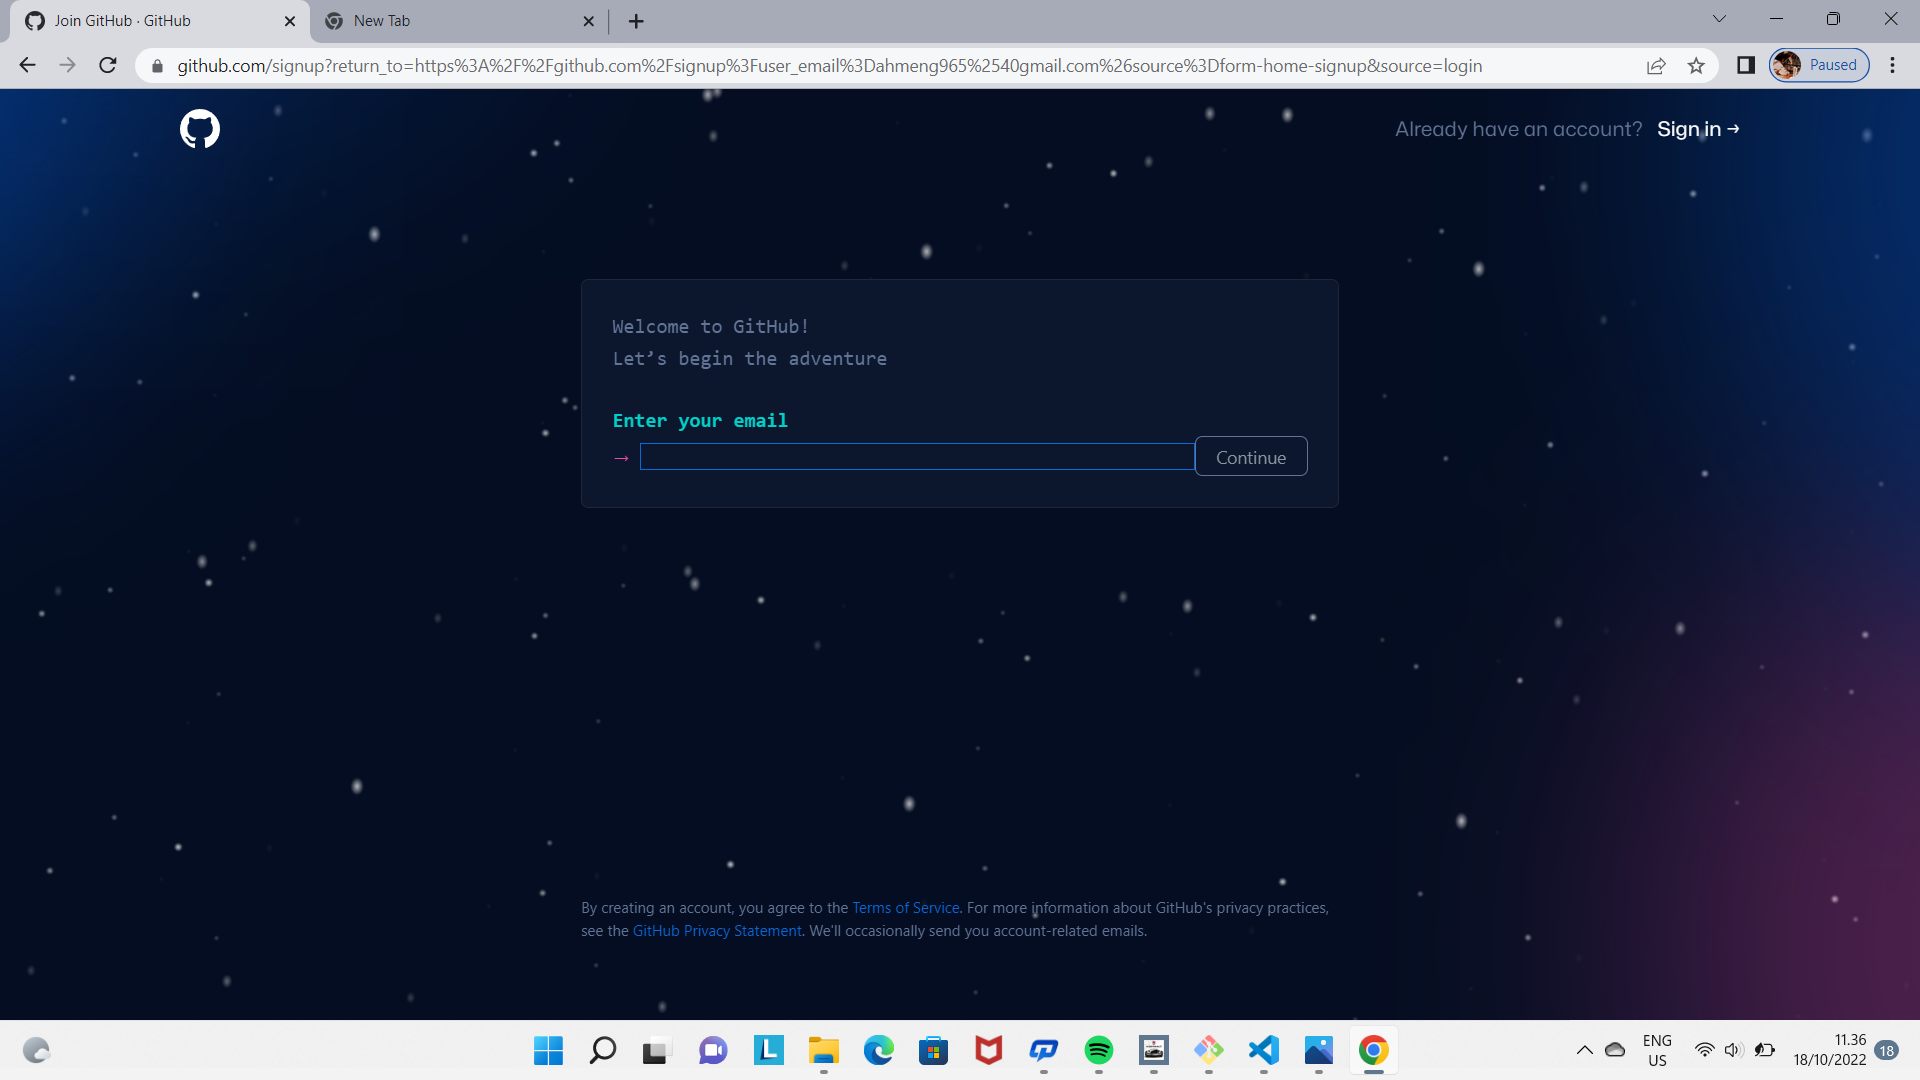 Join GitHub · GitHub
New Tab
github.com/signup?return_to=https%3A%2F%2Fgithub.com%2Fsignup%3Fuser_email%3Dahmeng965%2540gmail.com%26source%3Dform-home-signup&source=login
Paused
Already have an account? Sign in →
Welcome to GitHub!
Let’s begin the adventure
Enter your email
→
Continue
By creating an account, you agree to the Terms of Service. For more information about GitHub's privacy practices,
see the GitHub Privacy Statement. We'll occasionally send you account-related emails.
L
ENG
US
11.36
18/10/2022
18